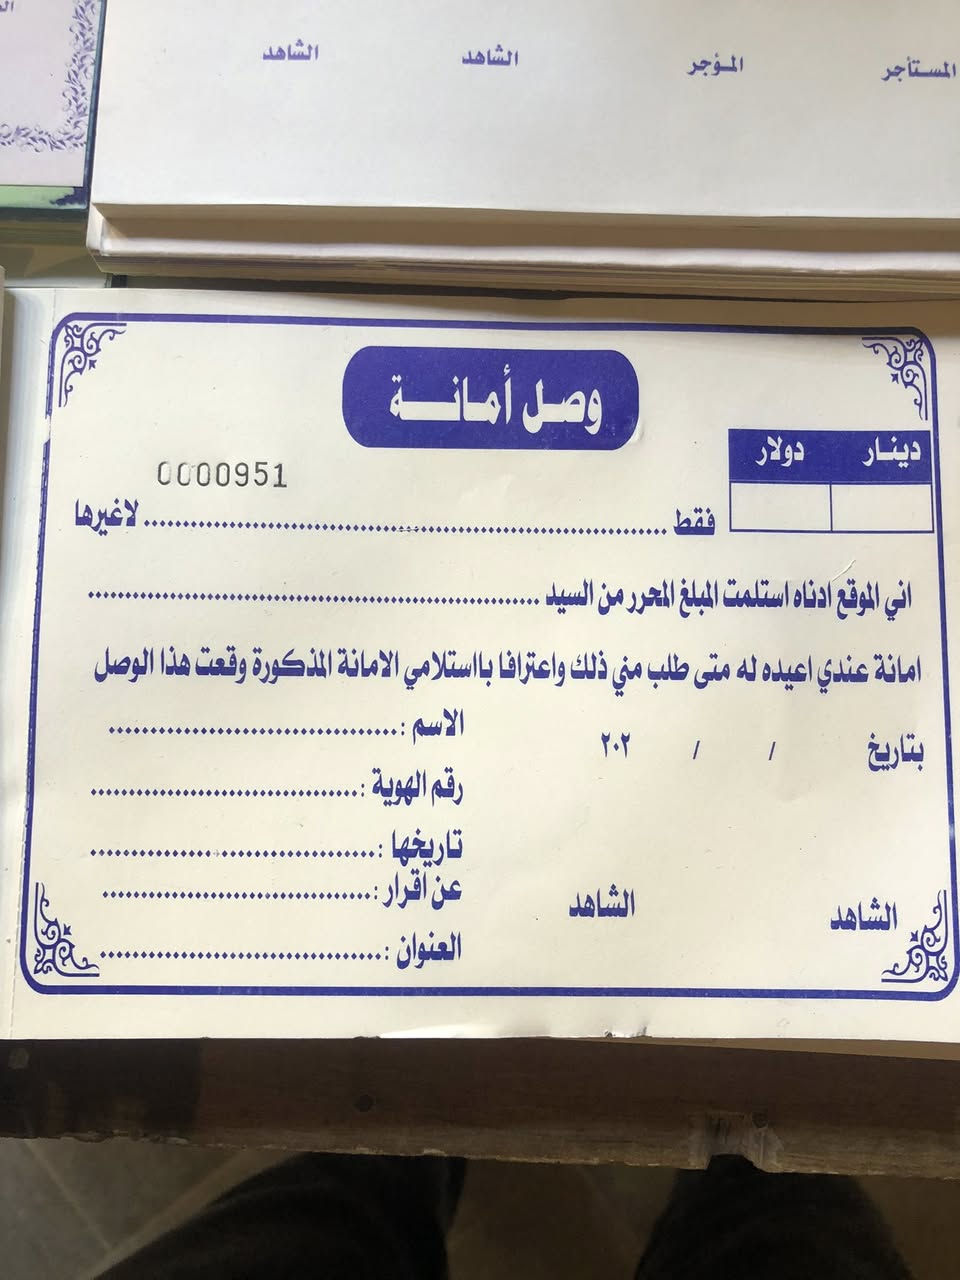 المستأجر المؤجر الشاهد الشاهد
وصل أمانة
دينار دولار
0000951
فقط ........................................ لاغيرها
اني الموقع ادناه استلمت المبلغ المحرر من السيد ........................................
امانة عندي اعيده له متى طلب مني ذلك واعترافا بااستلامي الامانة المذكورة وقعت هذا الوصل
بتاريخ / / ٢٠٢
الاسم : ........................................
رقم الهوية : ........................................
تاريخها : ........................................
عن اقرار : ........................................
العنوان : ........................................
الشاهد الشاهد